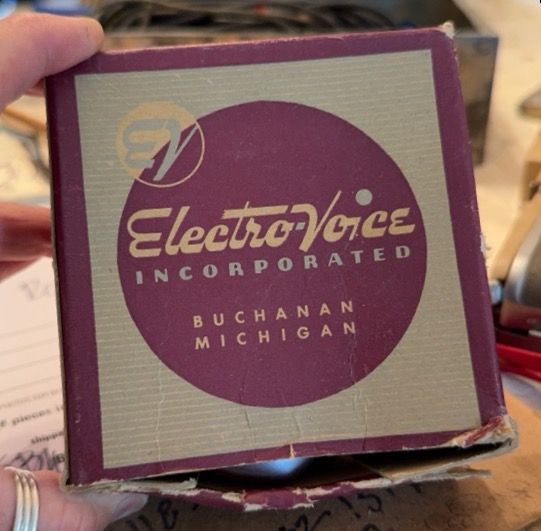 EV
Electro-Voice
INCORPORATED
BUCHANAN
MICHIGAN